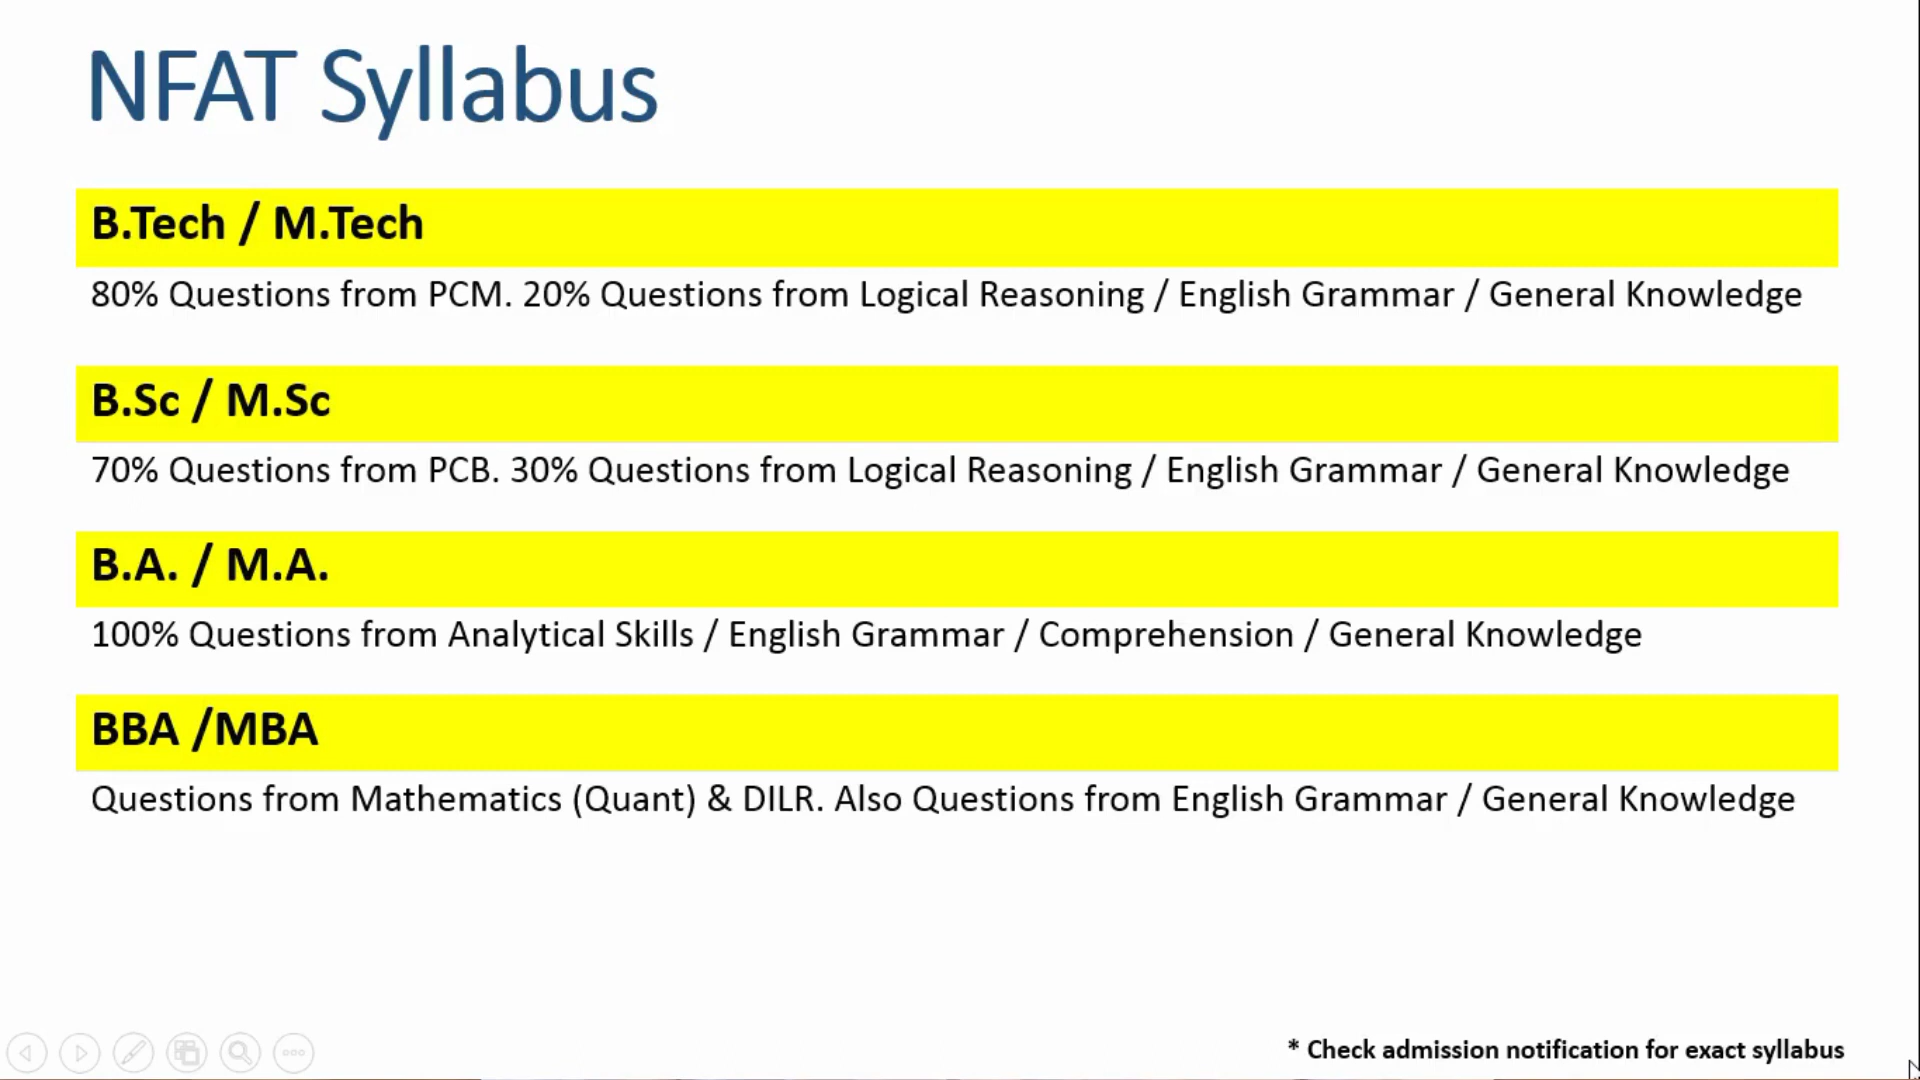 NFAT Syllabus
B.Tech / M.Tech
80% Questions from PCM. 20% Questions from Logical Reasoning / English Grammar / General Knowledge
B.Sc / M.Sc
70% Questions from PCB. 30% Questions from Logical Reasoning / English Grammar / General Knowledge
B.A. / M.A.
100% Questions from Analytical Skills / English Grammar / Comprehension / General Knowledge
BBA /MBA
Questions from Mathematics (Quant) & DILR. Also Questions from English Grammar / General Knowledge
* Check admission notification for exact syllabus